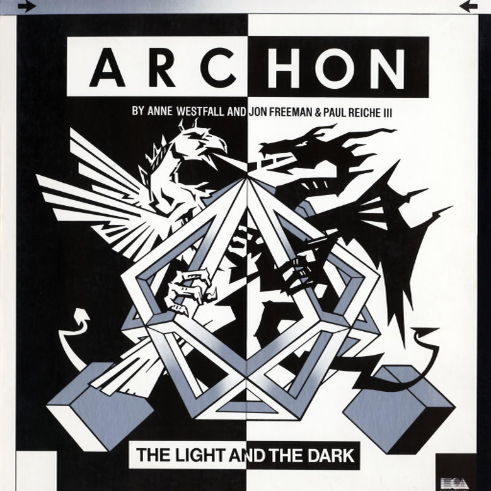 ARCHON
BY ANNE WESTFALL AND JON FREEMAN & PAUL REICHE III
THE LIGHT AND THE DARK